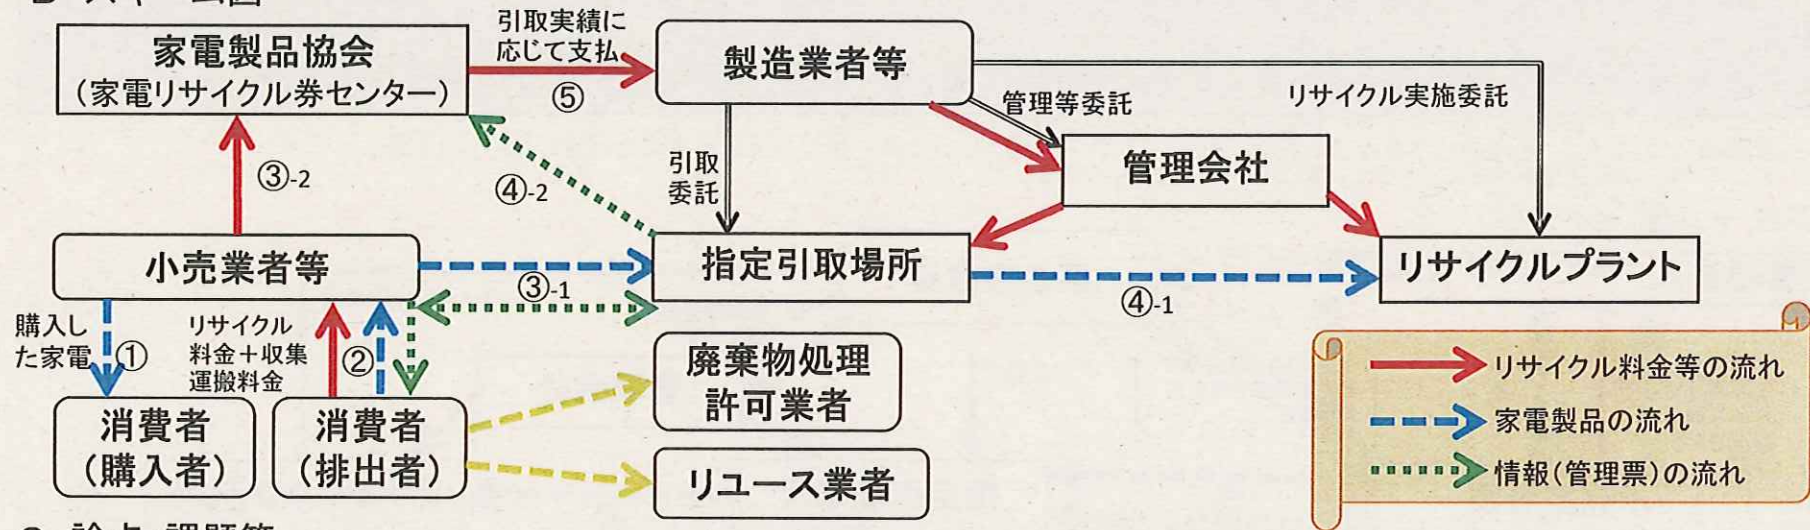 家電製品協会
(家電リサイクル券センター)
引取実績に
応じて支払
⑤
製造業者等
管理等委託
リサイクル実施委託
③-2
④-2
引取
委託
管理会社
小売業者等
③-1
指定引取場所
④-1
リサイクルプラント
購入し
た家電
①
リサイクル
料金+収集
運搬料金
②
消費者
(購入者)
消費者
(排出者)
廃棄物処理
許可業者
リユース業者
リサイクル料金等の流れ
家電製品の流れ
情報(管理票)の流れ